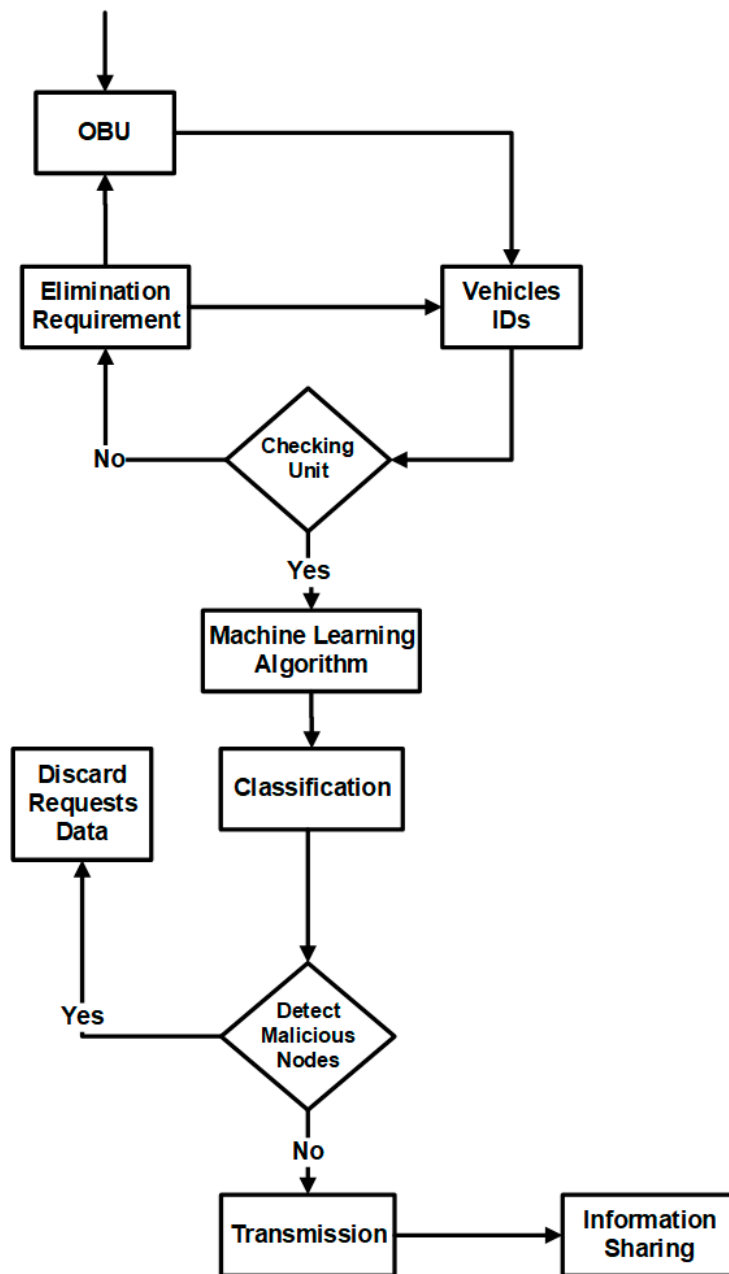 OBU
Elimination
Requirement
Vehicles
IDs
Checking
Unit
No
Yes
Machine Learning
Algorithm
Discard
Requests
Data
Classification
Detect
Malicious
Nodes
Yes
No
Transmission
Information
Sharing